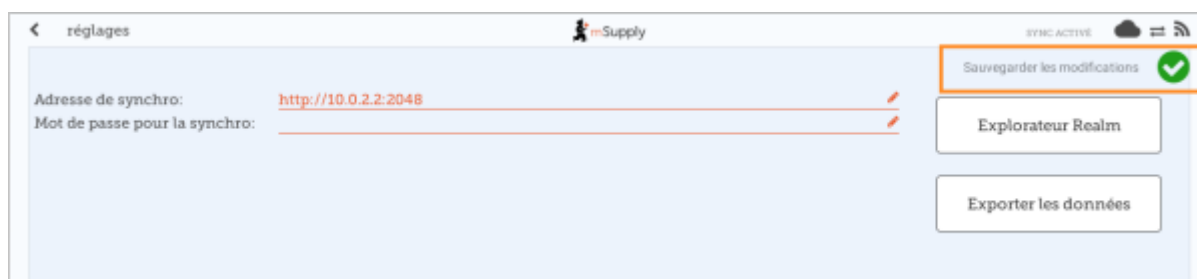 réglages
mSupply
SYNC ACTIVE
Sauvegarder les modifications
Adresse de synchro: http://10.0.2.2:2048
Mot de passe pour la synchro:
Explorateur Realm
Exporter les données